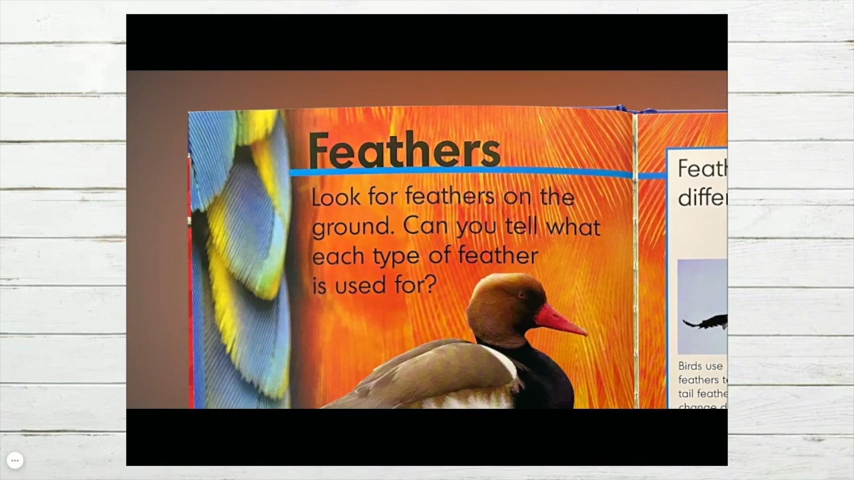 Feathers
Look for feathers on the
ground. Can you tell what
each type of feather
is used for?
Birds use
feathers